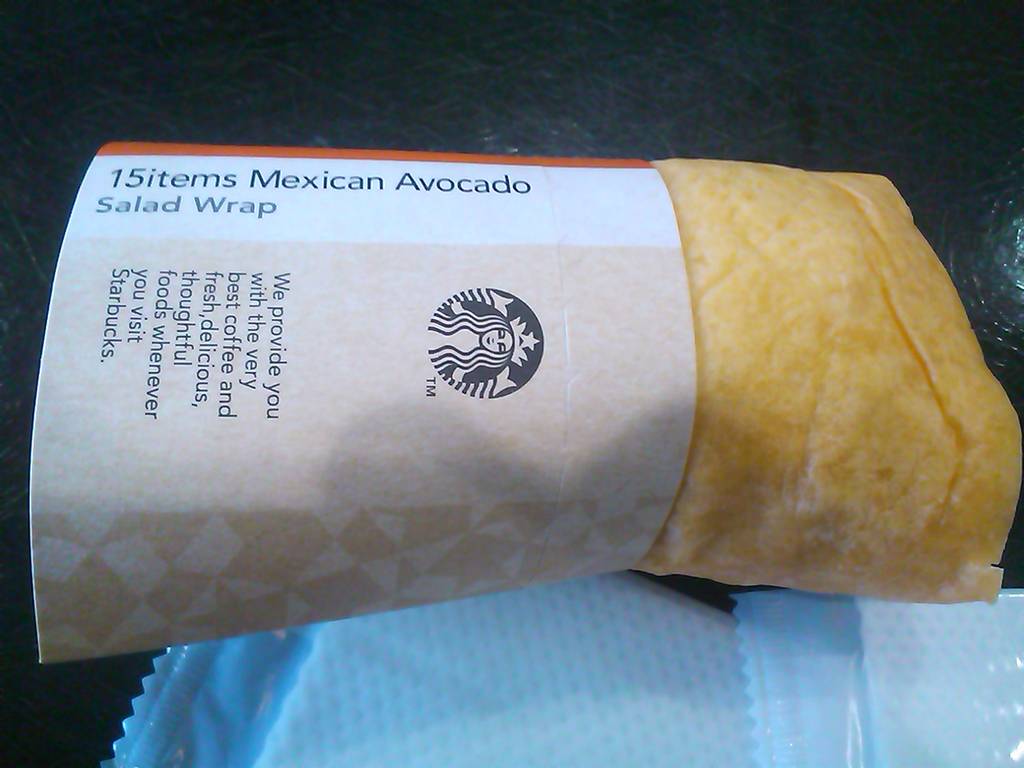 15items Mexican Avocado
Salad Wrap
We provide you
with the very
best coffee and
fresh,delicious,
thoughtful
foods whenever
you visit
Starbucks.
TM